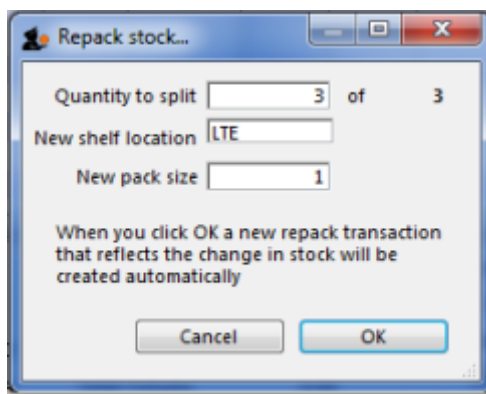 Repack stock...
Quantity to split 3 of 3
New shelf location LTE
New pack size 1
When you click OK a new repack transaction
that reflects the change in stock will be
created automatically
Cancel OK